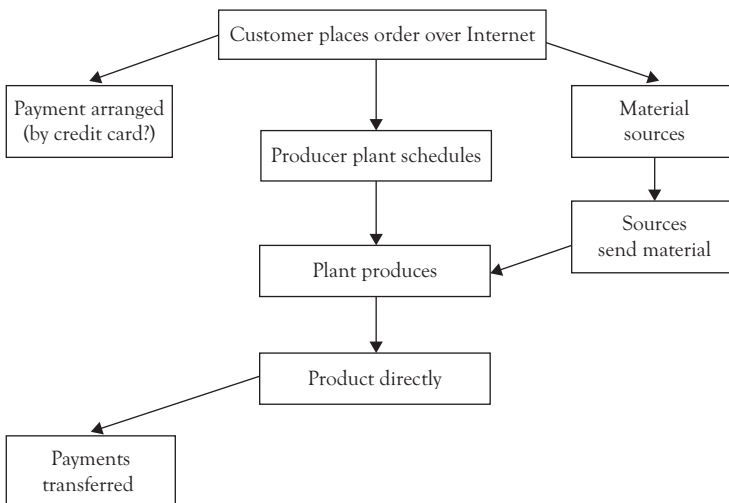 Customer places order over Internet
Payment arranged
(by credit card?)
Material
sources
Producer plant schedules
Sources
send material
Plant produces
Product directly
Payments
transferred